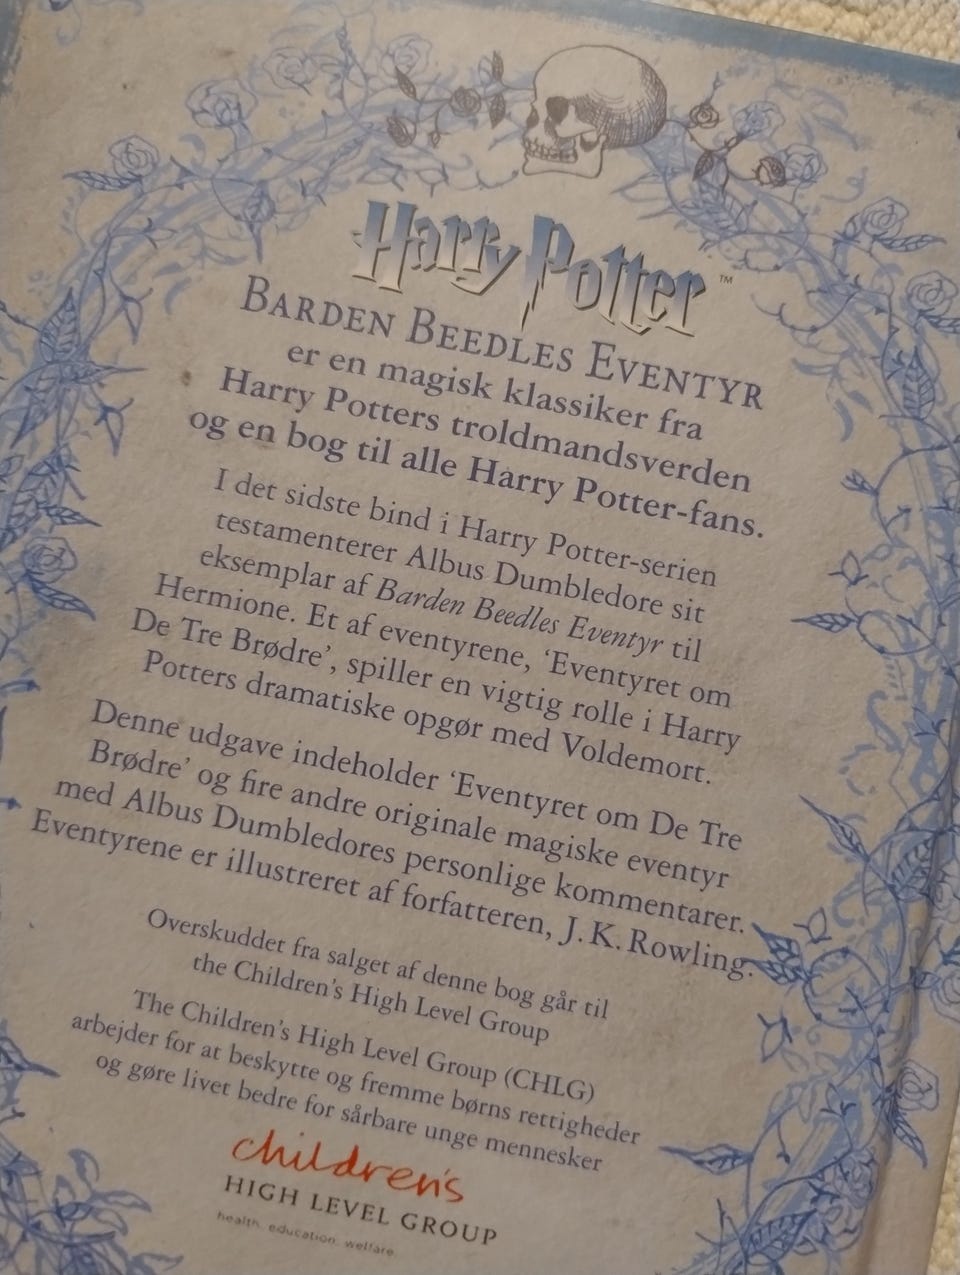 Harry Potter™
BARDEN BEEDLES EVENTYR
er en magisk klassiker fra
Harry Potters troldmandsverden
og en bog til alle Harry Potter-fans.
I det sidste bind i Harry Potter-serien
testamenterer Albus Dumbledore sit
eksemplar af Barden Beedles Eventyr til
Hermione. Et af eventyrene, ‘Eventyret om
De Tre Brødre’, spiller en vigtig rolle i Harry
Potters dramatiske opgør med Voldemort.
Denne udgave indeholder ‘Eventyret om De Tre
Brødre’ og fire andre originale magiske eventyr
med Albus Dumbledores personlige kommentarer.
Eventyrene er illustreret af forfatteren, J. K. Rowling.
Overskuddet fra salget af denne bog går til
the Children’s High Level Group
The Children’s High Level Group (CHLG)
arbejder for at beskytte og fremme børns rettigheder
og gøre livet bedre for sårbare unge mennesker
children's
HIGH LEVEL GROUP
health. education. welfare.